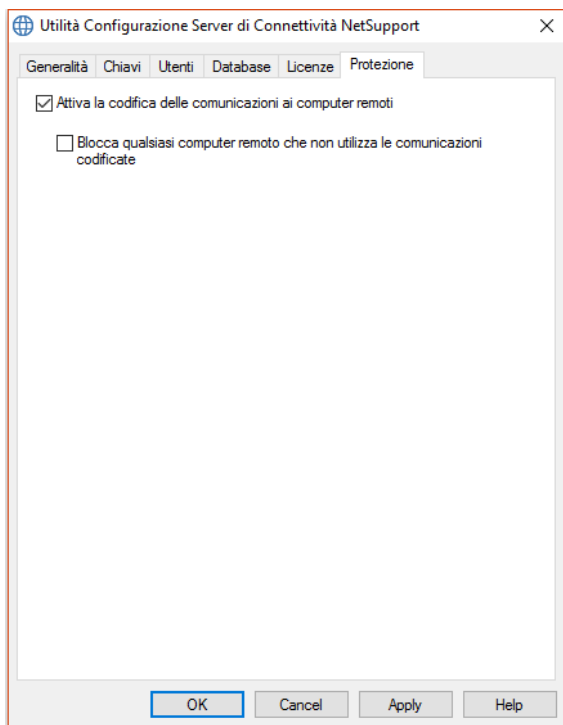 Utilità Configurazione Server di Connettività NetSupport
Generalità Chiavi Utenti Database Licenze Protezione
Attiva la codifica delle comunicazioni ai computer remoti
Blocca qualsiasi computer remoto che non utilizza le comunicazioni
codificate
OK Cancel Apply Help